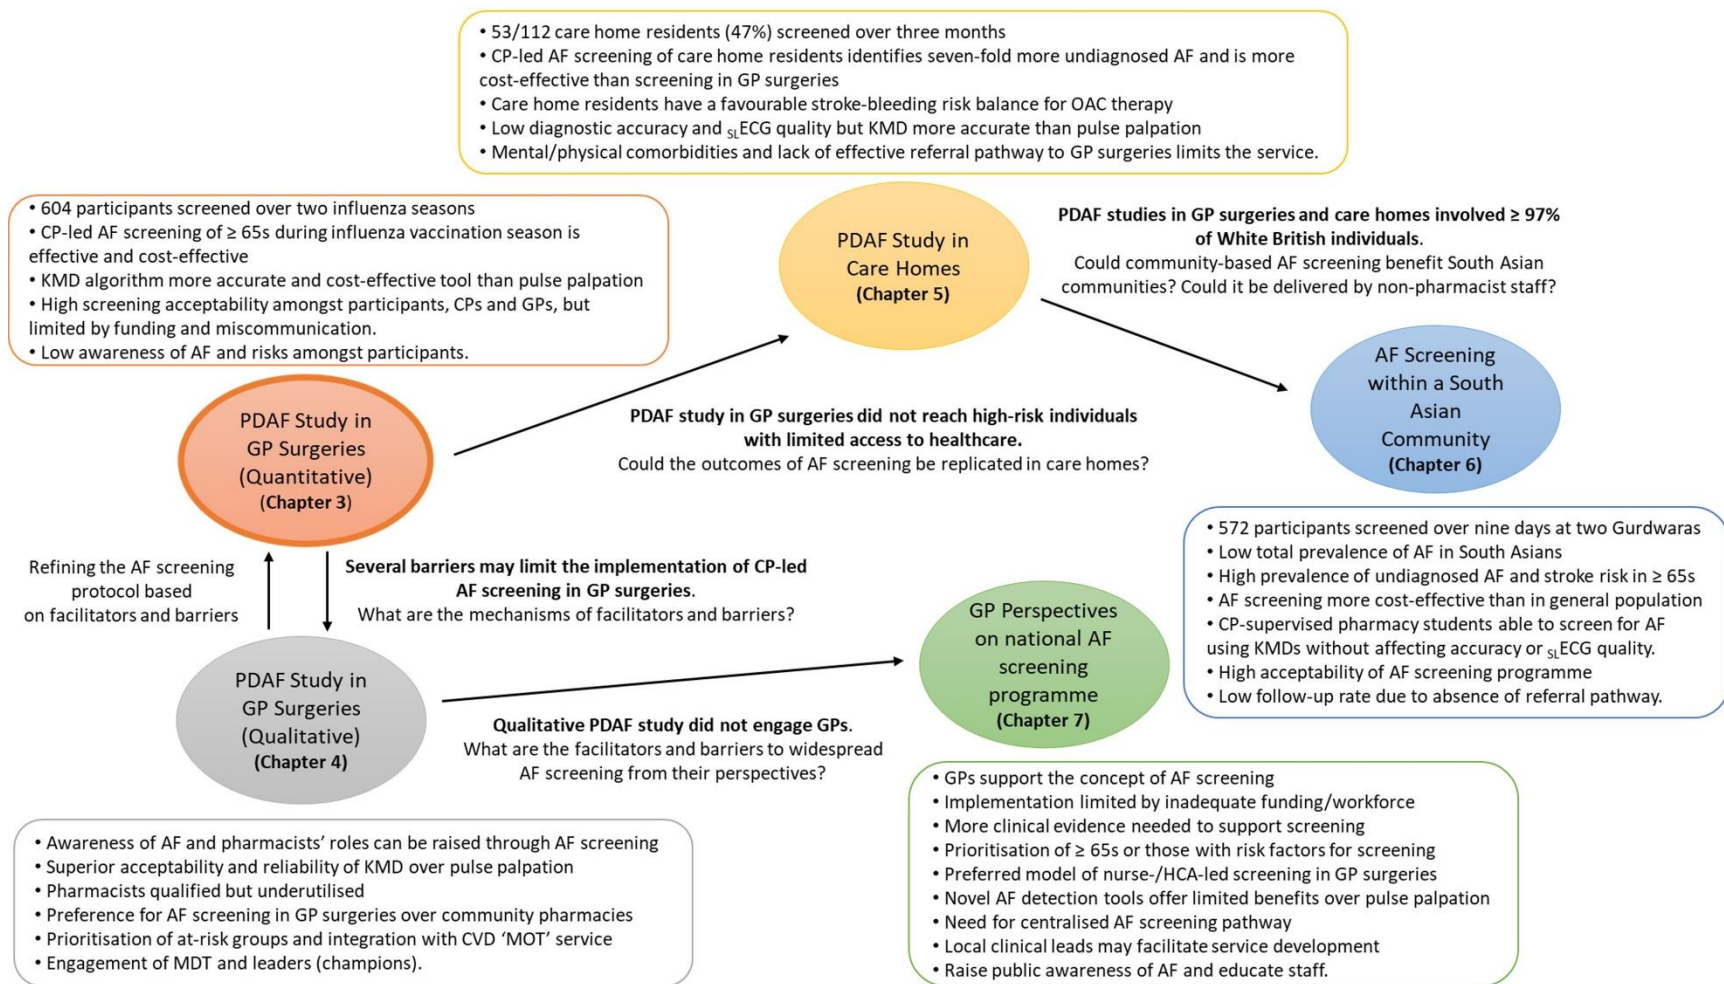 • 53/112 care home residents (47%) screened over three months
• CP-led AF screening of care home residents identifies seven-fold more undiagnosed AF and is more
cost-effective than screening in GP surgeries
• Care home residents have a favourable stroke-bleeding risk balance for OAC therapy
• Low diagnostic accuracy and SLECG quality but KMD more accurate than pulse palpation
• Mental/physical comorbidities and lack of effective referral pathway to GP surgeries limits the service.
• 604 participants screened over two influenza seasons
• CP-led AF screening of ≥ 65s during influenza vaccination season is
effective and cost-effective
• KMD algorithm more accurate and cost-effective tool than pulse palpation
• High screening acceptability amongst participants, CPs and GPs, but
limited by funding and miscommunication.
• Low awareness of AF and risks amongst participants.
PDAF Study in
Care Homes
(Chapter 5)
PDAF studies in GP surgeries and care homes involved ≥ 97%
of White British individuals.
Could community-based AF screening benefit South Asian
communities? Could it be delivered by non-pharmacist staff?
AF Screening
within a South
Asian
Community
(Chapter 6)
PDAF Study in
GP Surgeries
(Quantitative)
(Chapter 3)
PDAF study in GP surgeries did not reach high-risk individuals
with limited access to healthcare.
Could the outcomes of AF screening be replicated in care homes?
• 572 participants screened over nine days at two Gurdwaras
• Low total prevalence of AF in South Asians
• High prevalence of undiagnosed AF and stroke risk in ≥ 65s
• AF screening more cost-effective than in general population
• CP-supervised pharmacy students able to screen for AF
using KMDs without affecting accuracy or SLECG quality.
• High acceptability of AF screening programme
• Low follow-up rate due to absence of referral pathway.
Refining the AF screening
protocol based
on facilitators and barriers
Several barriers may limit the implementation of CP-led
AF screening in GP surgeries.
What are the mechanisms of facilitators and barriers?
GP Perspectives
on national AF
screening
programme
(Chapter 7)
PDAF Study in
GP Surgeries
(Qualitative)
(Chapter 4)
Qualitative PDAF study did not engage GPs.
What are the facilitators and barriers to widespread
AF screening from their perspectives?
• Awareness of AF and pharmacists’ roles can be raised through AF screening
• Superior acceptability and reliability of KMD over pulse palpation
• Pharmacists qualified but underutilised
• Preference for AF screening in GP surgeries over community pharmacies
• Prioritisation of at-risk groups and integration with CVD ‘MOT’ service
• Engagement of MDT and leaders (champions).
• GPs support the concept of AF screening
• Implementation limited by inadequate funding/workforce
• More clinical evidence needed to support screening
• Prioritisation of ≥ 65s or those with risk factors for screening
• Preferred model of nurse-/HCA-led screening in GP surgeries
• Novel AF detection tools offer limited benefits over pulse palpation
• Need for centralised AF screening pathway
• Local clinical leads may facilitate service development
• Raise public awareness of AF and educate staff.